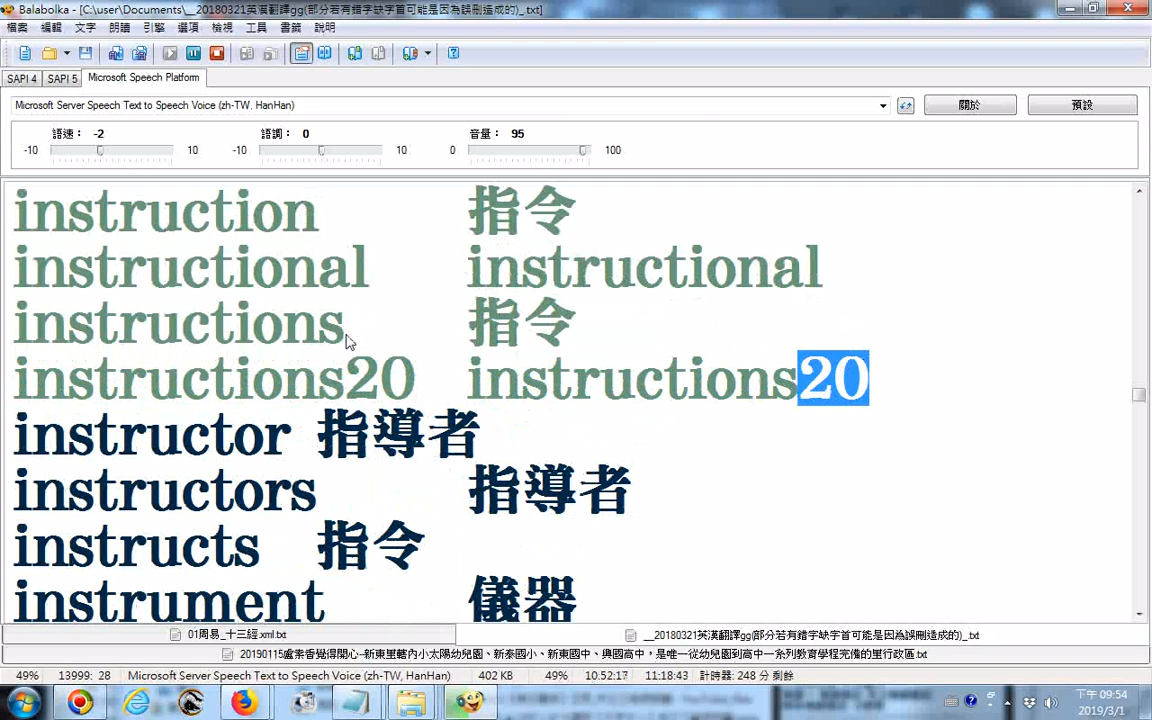 Balabolka - [C:\user\Documents\__20180321英漢翻譯gg(部分若有錯字缺字首可能是因為誤刪造成的)_.txt]
檔案 編輯 文字 朗讀 引擎 選項 檢視 工具 書籤 說明
SAPI 4 SAPI 5 Microsoft Speech Platform
Microsoft Server Speech Text to Speech Voice (zh-TW, HanHan) 關於 預設
語速： -2 語調： 0 音量： 95
-10 10 -10 10 0 100
instruction 指令
instructional instructional
instructions 指令
instructions20 instructions20
instructor 指導者
instructors 指導者
instructs 指令
instrument 儀器
01周易_十三經.xml.txt __20180321英漢翻譯gg(部分若有錯字缺字首可能是因為誤刪造成的)_.txt
20190115盧素香覺得開心-新東里轄內小太陽幼兒園、新泰國小、新東國中、興國高中，是唯一從幼兒園到高中一系列教育學程完備的里行政區.txt
49% 13999: 28 Microsoft Server Speech Text to Speech Voice (zh-TW, HanHan) 402 KB 49% 10:52:17 11:18:43 計時器: 248 分 剩餘
下午 09:54
2019/3/1